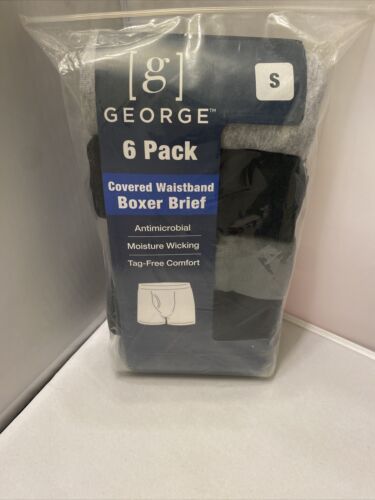 [g]
S
GEORGE™
6 Pack
Covered Waistband
Boxer Brief
Antimicrobial
Moisture Wicking
Tag-Free Comfort